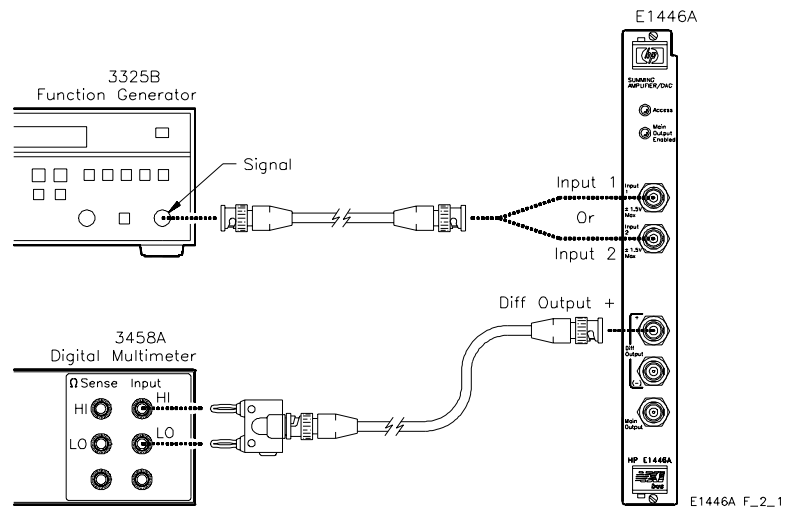 E1446A
hp
SUMMING
AMPLIFIER/DAC
Access
Main
Output
Enabled
3325B
Function Generator
Signal
Input 1
Or
Input 2
Input
1
± 1.5V
Max
Input
2
± 1.5V
Max
Diff Output +
+
Diff
Output
(-)
Main
Output
3458A
Digital Multimeter
Ω Sense Input
HI HI
LO LO
HP E1446A
bus
E1446A F_2_1